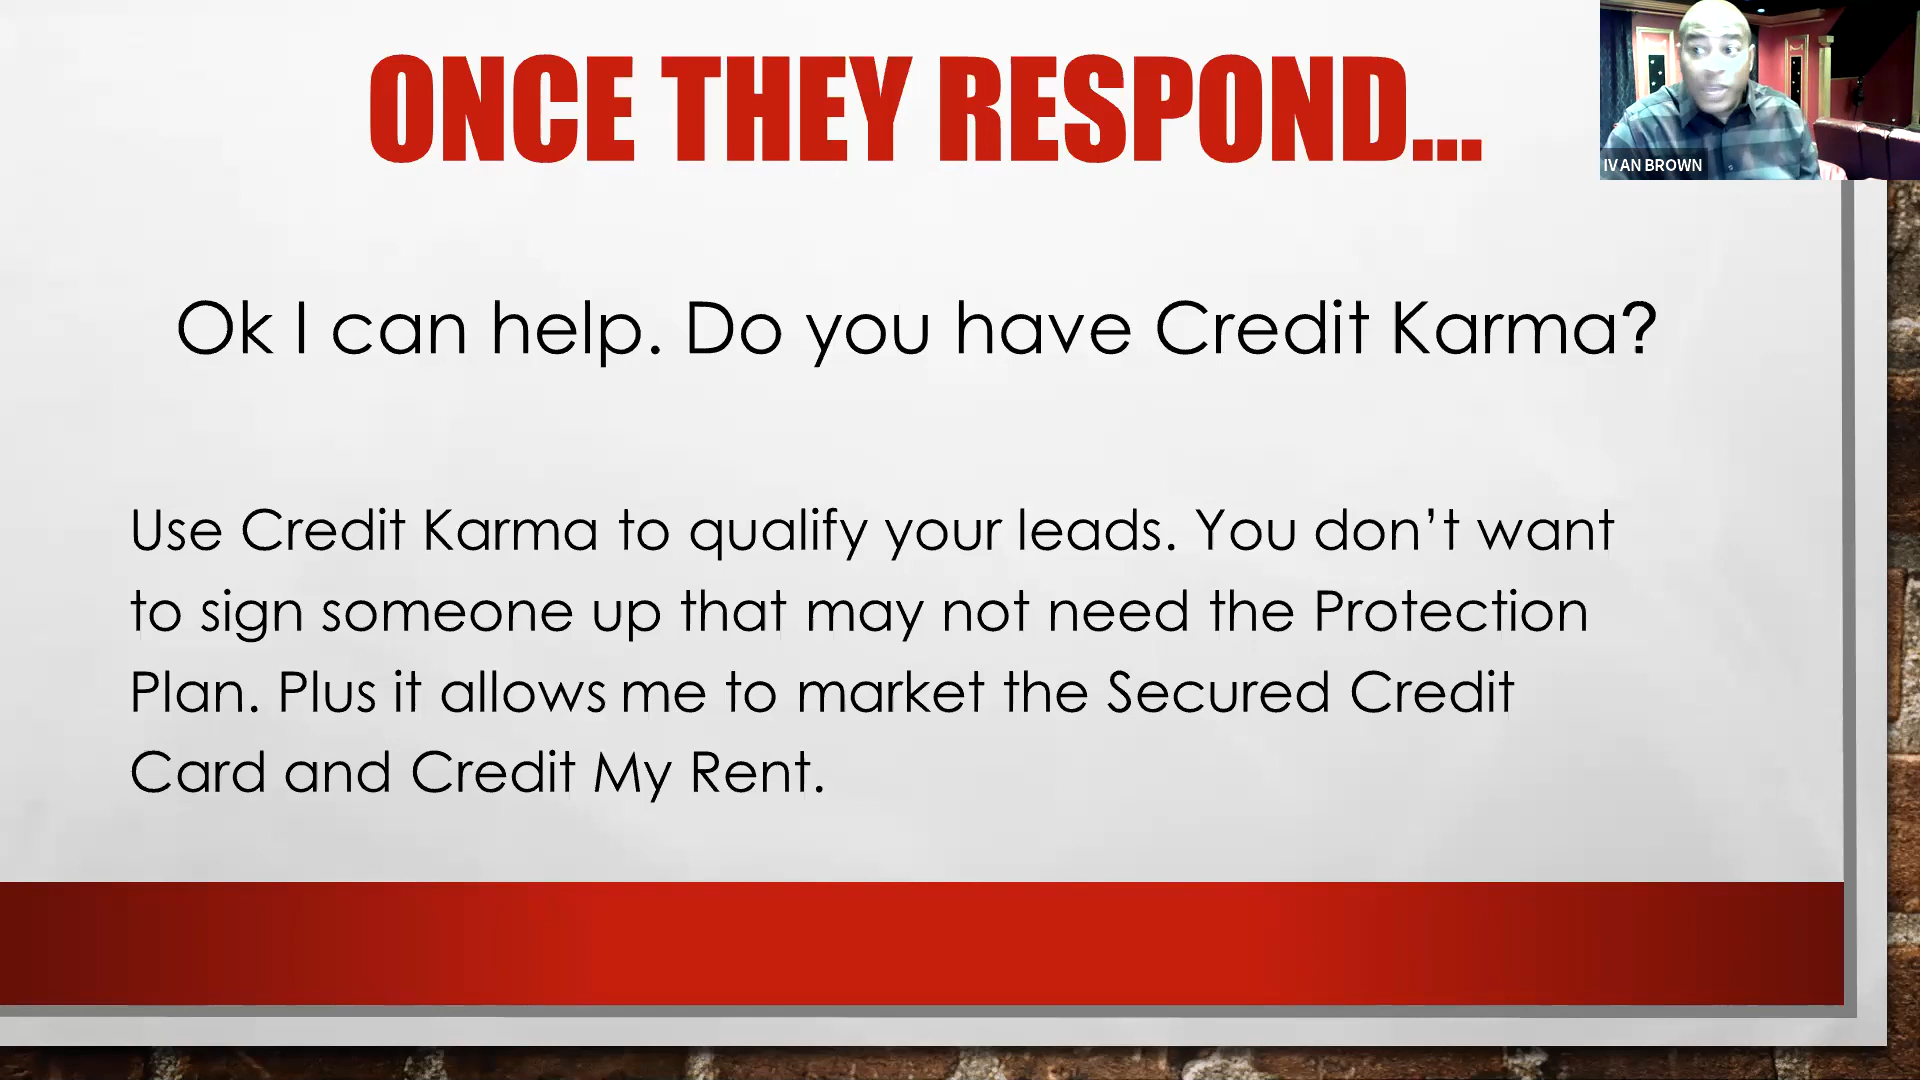 ONCE THEY RESPOND...
IVAN BROWN
Ok I can help. Do you have Credit Karma?
Use Credit Karma to qualify your leads. You don’t want
to sign someone up that may not need the Protection
Plan. Plus it allows me to market the Secured Credit
Card and Credit My Rent.